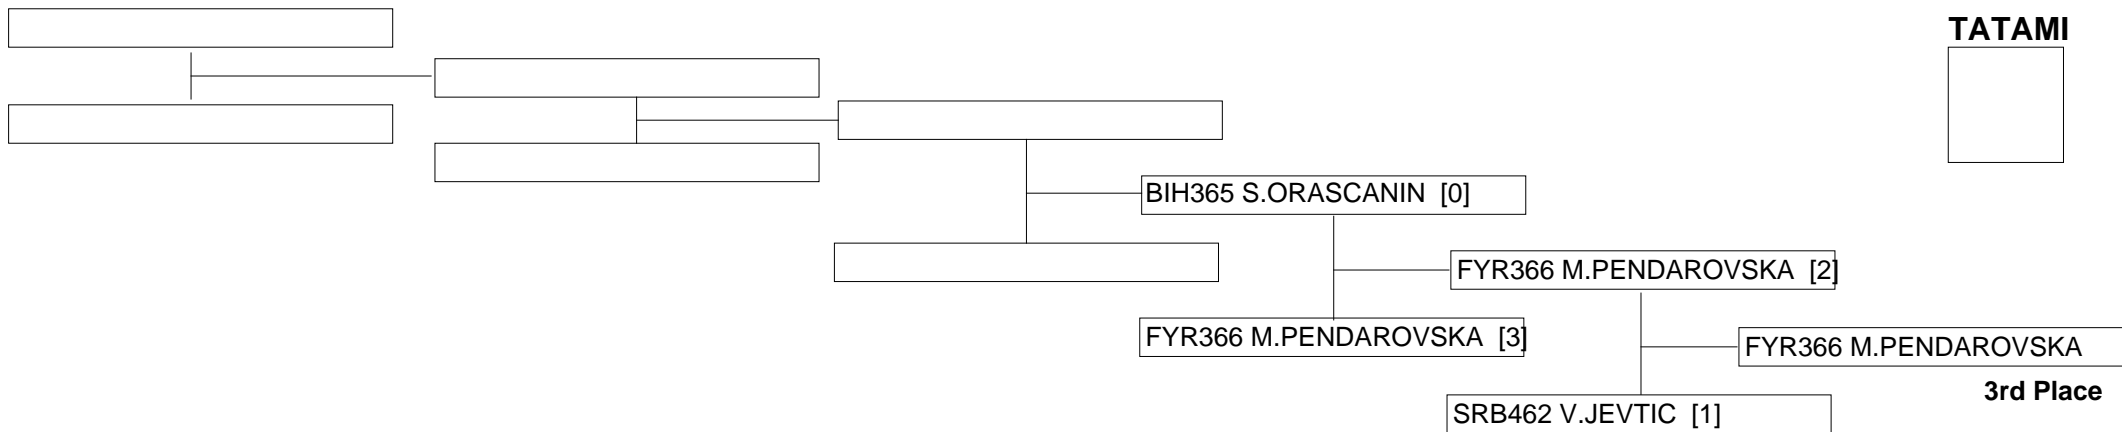 TATAMI
BIH365 S.ORASCANIN [0]
FYR366 M.PENDAROVSKA [2]
FYR366 M.PENDAROVSKA [3]
FYR366 M.PENDAROVSKA
3rd Place
SRB462 V.JEVTIC [1]